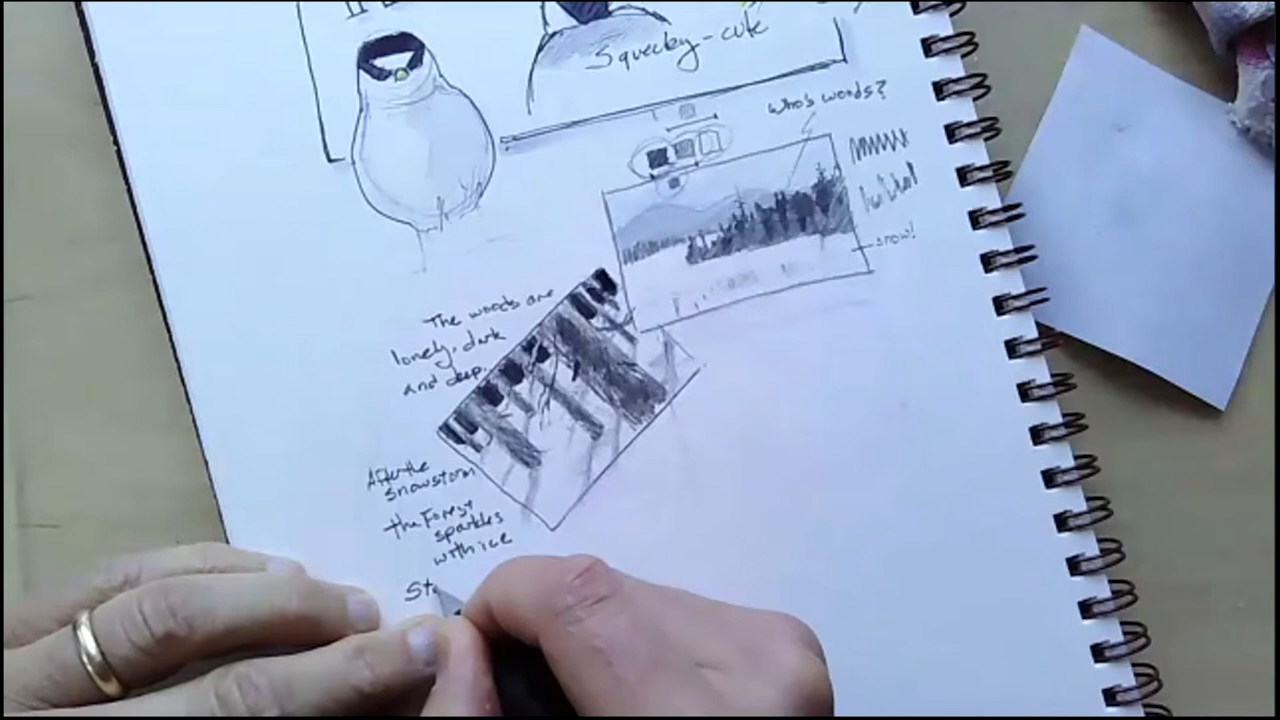 Squeeky-cute
who's woods?
snow!
The woods are
lonely, dark
and deep.
After the
snowstorm
the Forest
sparkles
with ice
St